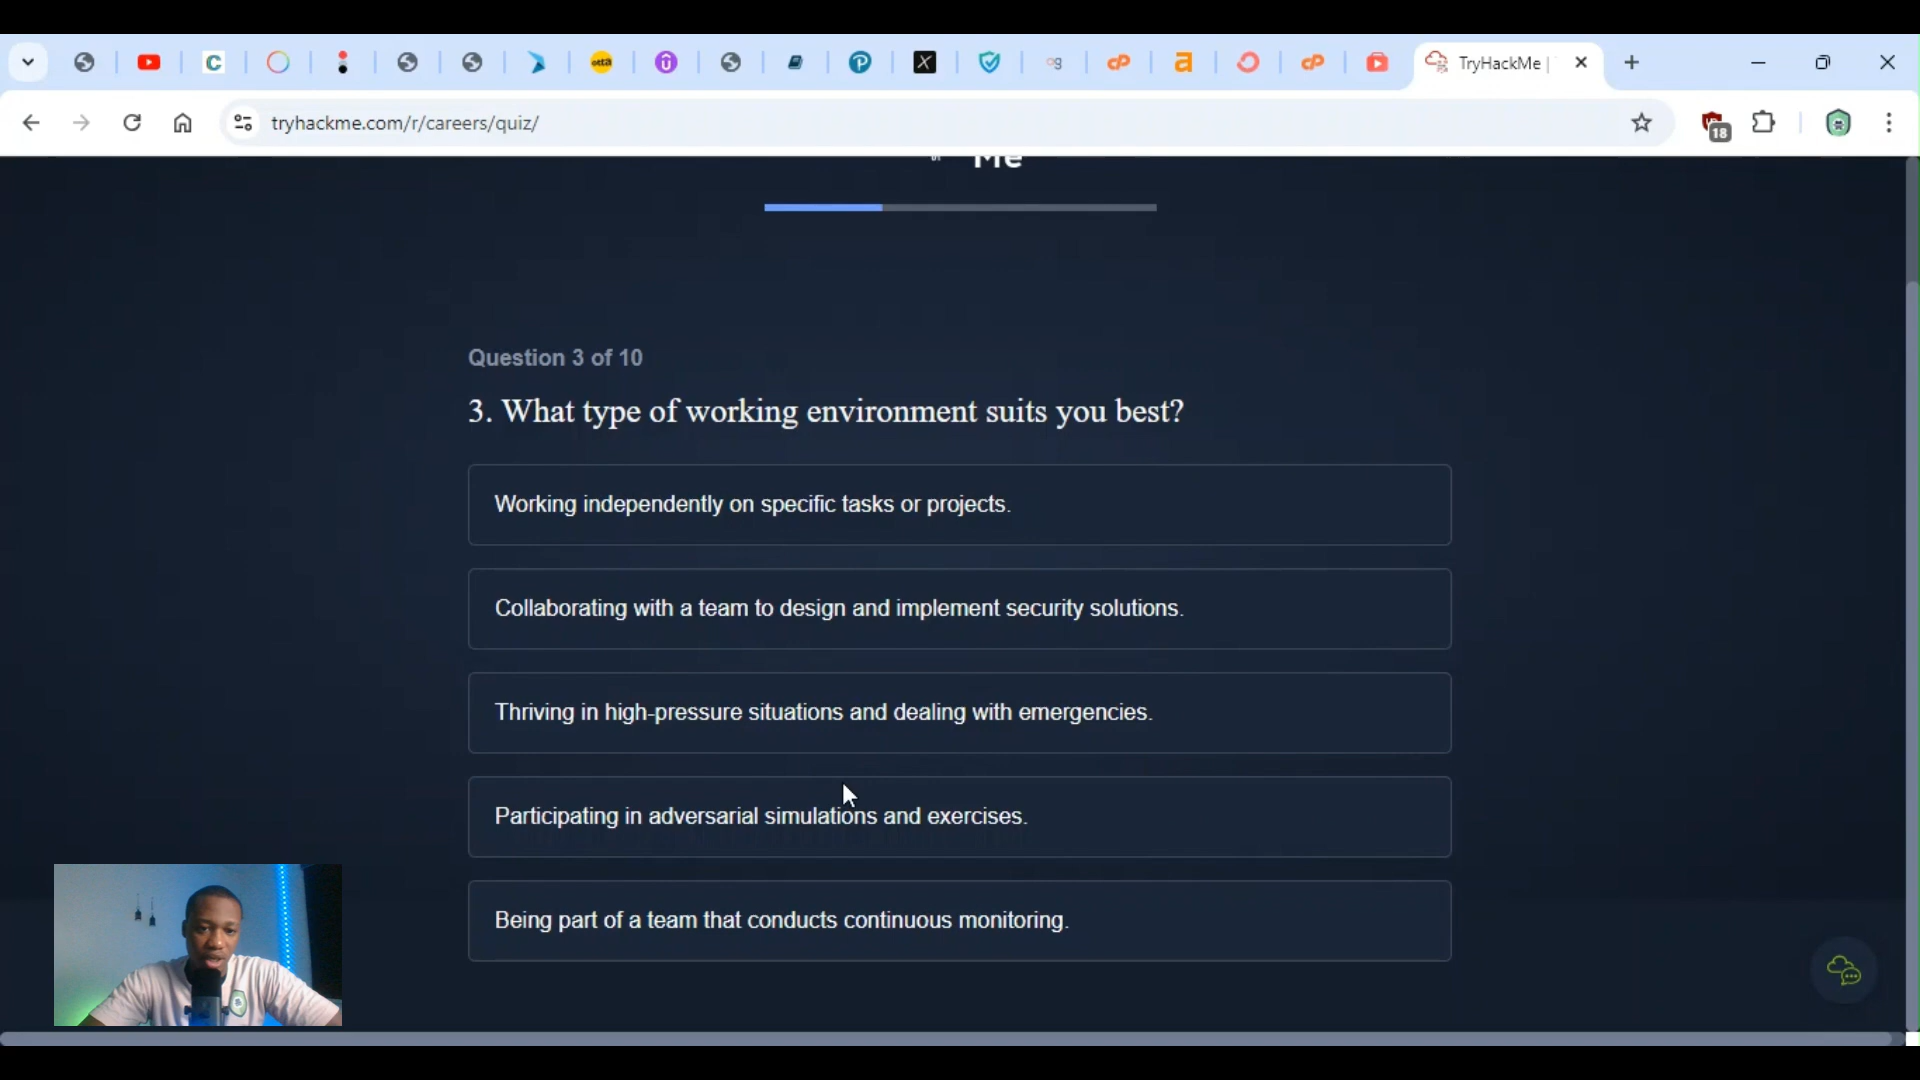 TryHackMe |
tryhackme.com/r/careers/quiz/
18
Me
Question 3 of 10
3. What type of working environment suits you best?
Working independently on specific tasks or projects.
Collaborating with a team to design and implement security solutions.
Thriving in high-pressure situations and dealing with emergencies.
Participating in adversarial simulations and exercises.
Being part of a team that conducts continuous monitoring.